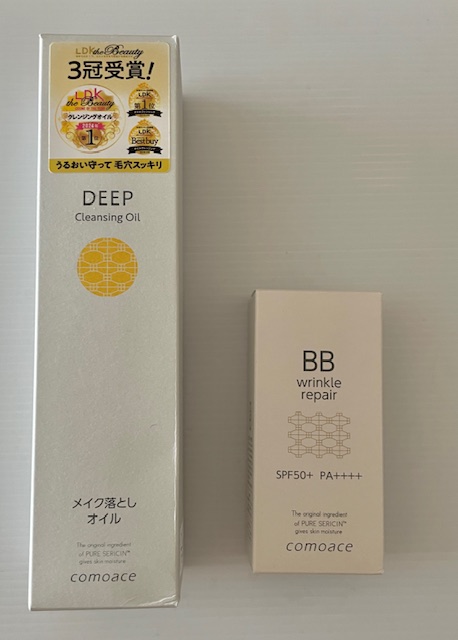 LDK the Beauty
3冠受賞!
LDK
the Beauty
クレンジングオイル
1
LDK
第1位
LDK
Bestbuy
うるおい守って 毛穴スッキリ
DEEP
Cleansing Oil
メイク落とし
オイル
The original ingredient
of PURE SERICIN™
gives skin moisture
comoace
BB
wrinkle
repair
SPF50+ PA++++
The original ingredient
of PURE SERICIN™
gives skin moisture
comoace